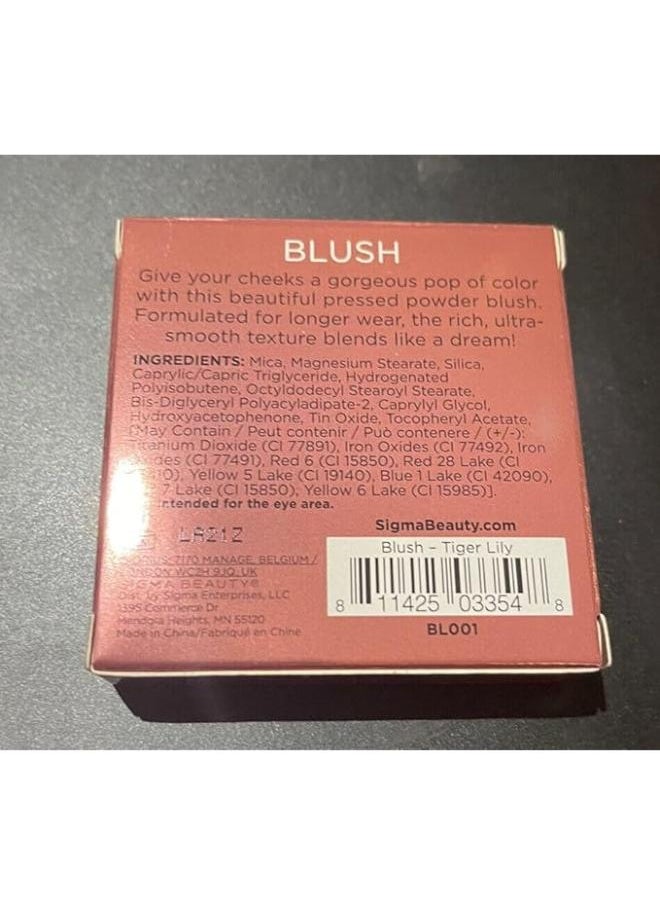 BLUSH
Give your cheeks a gorgeous pop of color
with this beautiful pressed powder blush.
Formulated for longer wear, the rich, ultra-
smooth texture blends like a dream!
INGREDIENTS: Mica, Magnesium Stearate, Silica,
Caprylic/Capric Triglyceride, Hydrogenated
Polyisobutene, Octyldodecyl Stearoyl Stearate,
Bis-Diglyceryl Polyacyladipate-2, Caprylyl Glycol,
Hydroxyacetophenone, Tin Oxide, Tocopheryl Acetate,
[May Contain / Peut contenir / Può contenere / (+/-):
Titanium Dioxide (CI 77891), Iron Oxides (CI 77492), Iron
(CI 77491), Red 6 (CI 15850), Red 28 Lake (CI
Yellow 5 Lake (CI 19140), Blue 1 Lake (CI 42090),
7 Lake (CI 15850), Yellow 6 Lake (CI 15985)].
intended for the eye area.
LA21Z
SigmaBeauty.com
Blush – Tiger Lily
8 11425 03354 8
BL001
7170 MANAGE, BELGIUM /
WC2H 9JQ, UK
SIGMA BEAUTY®
Dist. by Sigma Enterprises, LLC
1395 Commerce Dr
Mendota Heights, MN 55120
Made in China/Fabriqué en Chine